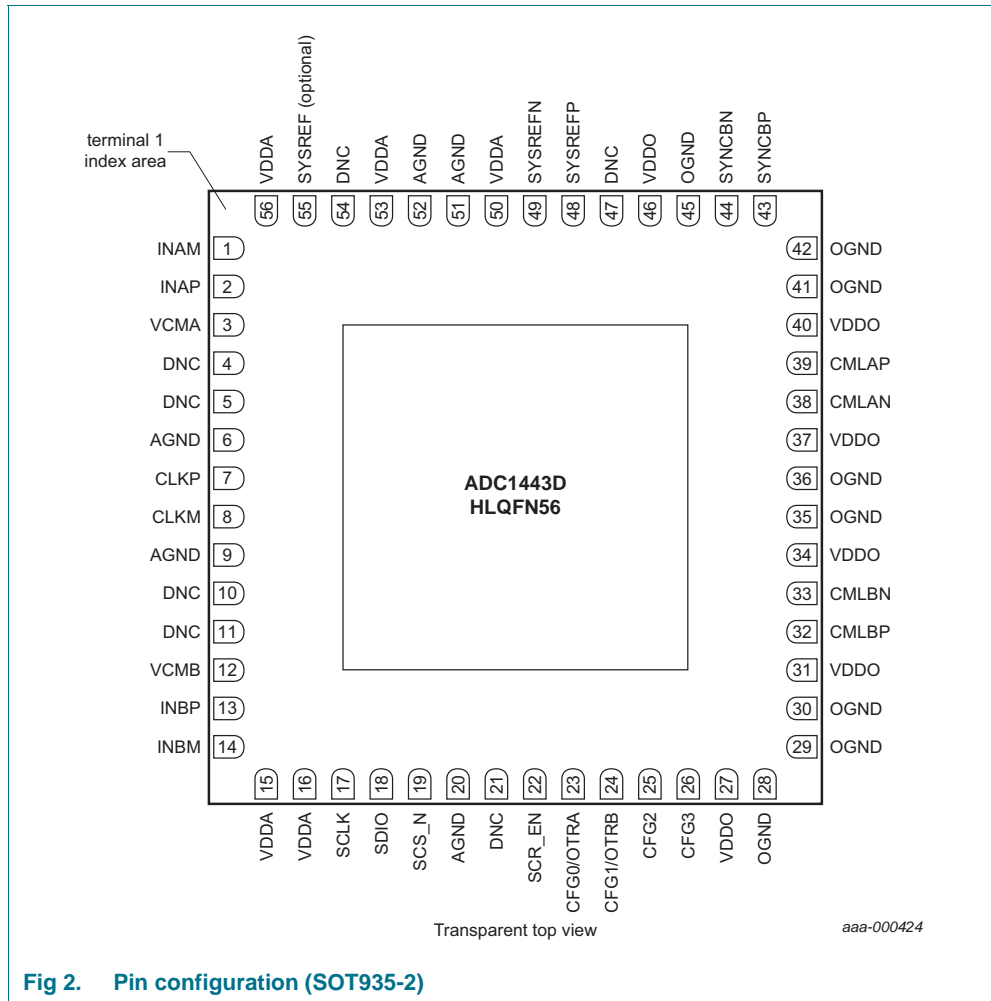 terminal 1
index area
VDDA
SYSREF (optional)
DNC
VDDA
AGND
AGND
VDDA
SYSREFN
SYSREFP
DNC
VDDO
OGND
SYNCBN
SYNCBP
56
55
54
53
52
51
50
49
48
47
46
45
44
43
INAM 1
INAP 2
VCMA 3
DNC 4
DNC 5
AGND 6
CLKP 7
CLKM 8
AGND 9
DNC 10
DNC 11
VCMB 12
INBP 13
INBM 14
ADC1443D
HLQFN56
42 OGND
41 OGND
40 VDDO
39 CMLAP
38 CMLAN
37 VDDO
36 OGND
35 OGND
34 VDDO
33 CMLBN
32 CMLBP
31 VDDO
30 OGND
29 OGND
15
16
17
18
19
20
21
22
23
24
25
26
27
28
VDDA
VDDA
SCLK
SDIO
SCS_N
AGND
DNC
SCR_EN
CFG0/OTRA
CFG1/OTRB
CFG2
CFG3
VDDO
OGND
Transparent top view
aaa-000424
Fig 2. Pin configuration (SOT935-2)